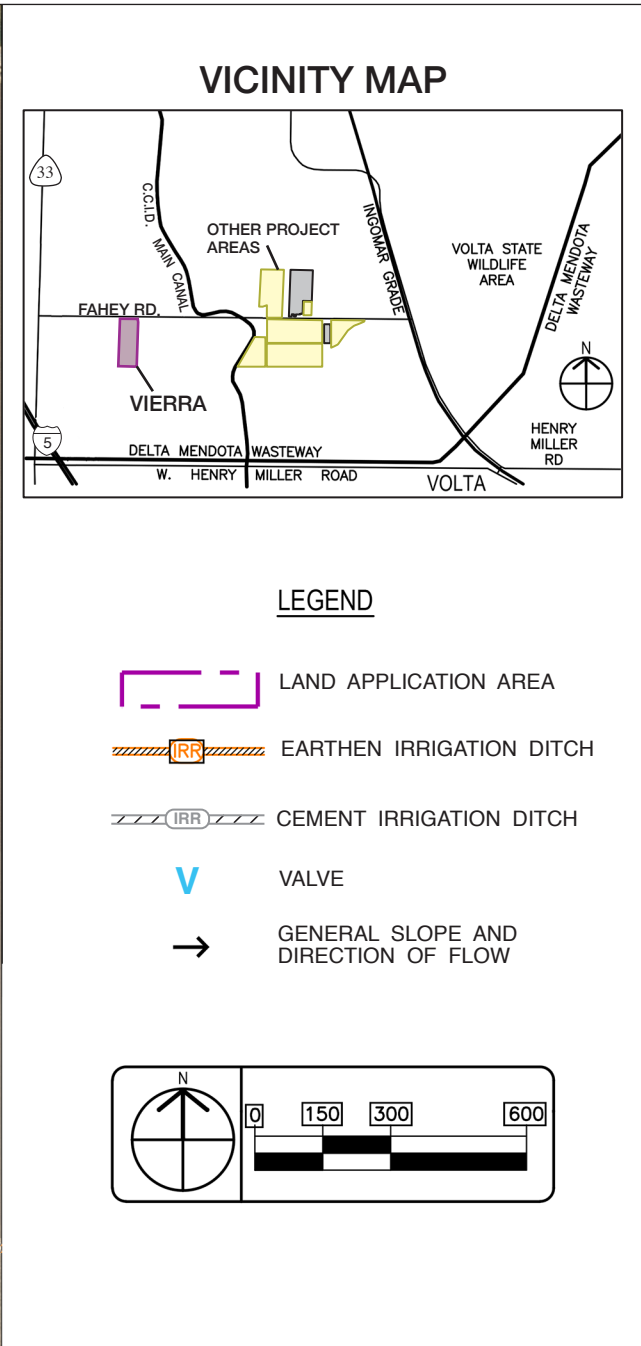 VICINITY MAP
33
C.C.I.D. MAIN CANAL
OTHER PROJECT
AREAS
INGOMAR GRADE
VOLTA STATE
WILDLIFE
AREA
DELTA MENDOTA
WASTEWAY
FAHEY RD.
VIERRA
N
5
DELTA MENDOTA WASTEWAY
W. HENRY MILLER ROAD
VOLTA
HENRY
MILLER
RD
LEGEND
LAND APPLICATION AREA
IRR
EARTHEN IRRIGATION DITCH
IRR
CEMENT IRRIGATION DITCH
V
VALVE
GENERAL SLOPE AND
DIRECTION OF FLOW
N
0 150 300 600